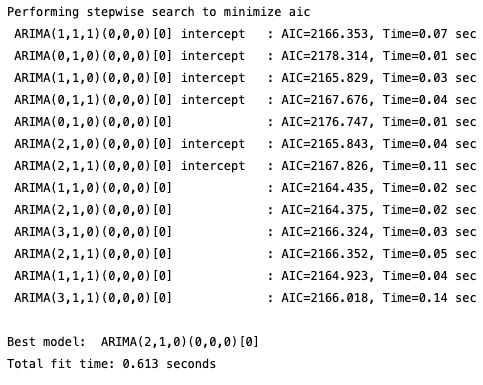 Performing stepwise search to minimize aic
 ARIMA(1,1,1)(0,0,0)[0] intercept   : AIC=2166.353, Time=0.07 sec
 ARIMA(0,1,0)(0,0,0)[0] intercept   : AIC=2178.314, Time=0.01 sec
 ARIMA(1,1,0)(0,0,0)[0] intercept   : AIC=2165.829, Time=0.03 sec
 ARIMA(0,1,1)(0,0,0)[0] intercept   : AIC=2167.676, Time=0.04 sec
 ARIMA(0,1,0)(0,0,0)[0]             : AIC=2176.747, Time=0.01 sec
 ARIMA(2,1,0)(0,0,0)[0] intercept   : AIC=2165.843, Time=0.04 sec
 ARIMA(2,1,1)(0,0,0)[0] intercept   : AIC=2167.826, Time=0.11 sec
 ARIMA(1,1,0)(0,0,0)[0]             : AIC=2164.435, Time=0.02 sec
 ARIMA(2,1,0)(0,0,0)[0]             : AIC=2164.375, Time=0.02 sec
 ARIMA(3,1,0)(0,0,0)[0]             : AIC=2166.324, Time=0.03 sec
 ARIMA(2,1,1)(0,0,0)[0]             : AIC=2166.352, Time=0.05 sec
 ARIMA(1,1,1)(0,0,0)[0]             : AIC=2164.923, Time=0.04 sec
 ARIMA(3,1,1)(0,0,0)[0]             : AIC=2166.018, Time=0.14 sec

Best model:  ARIMA(2,1,0)(0,0,0)[0]
Total fit time: 0.613 seconds